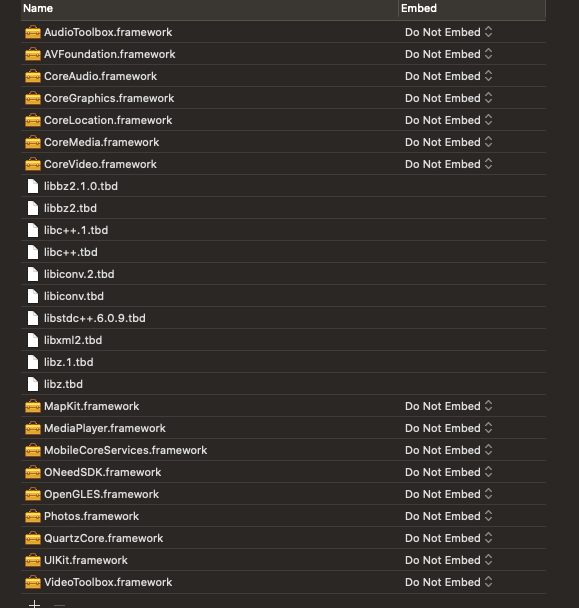 Name Embed
AudioToolbox.framework Do Not Embed
AVFoundation.framework Do Not Embed
CoreAudio.framework Do Not Embed
CoreGraphics.framework Do Not Embed
CoreLocation.framework Do Not Embed
CoreMedia.framework Do Not Embed
CoreVideo.framework Do Not Embed
libbz2.1.0.tbd
libbz2.tbd
libc++.1.tbd
libc++.tbd
libiconv.2.tbd
libiconv.tbd
libstdc++.6.0.9.tbd
libxml2.tbd
libz.1.tbd
libz.tbd
MapKit.framework Do Not Embed
MediaPlayer.framework Do Not Embed
MobileCoreServices.framework Do Not Embed
ONeedSDK.framework Do Not Embed
OpenGLES.framework Do Not Embed
Photos.framework Do Not Embed
QuartzCore.framework Do Not Embed
UIKit.framework Do Not Embed
VideoToolbox.framework Do Not Embed